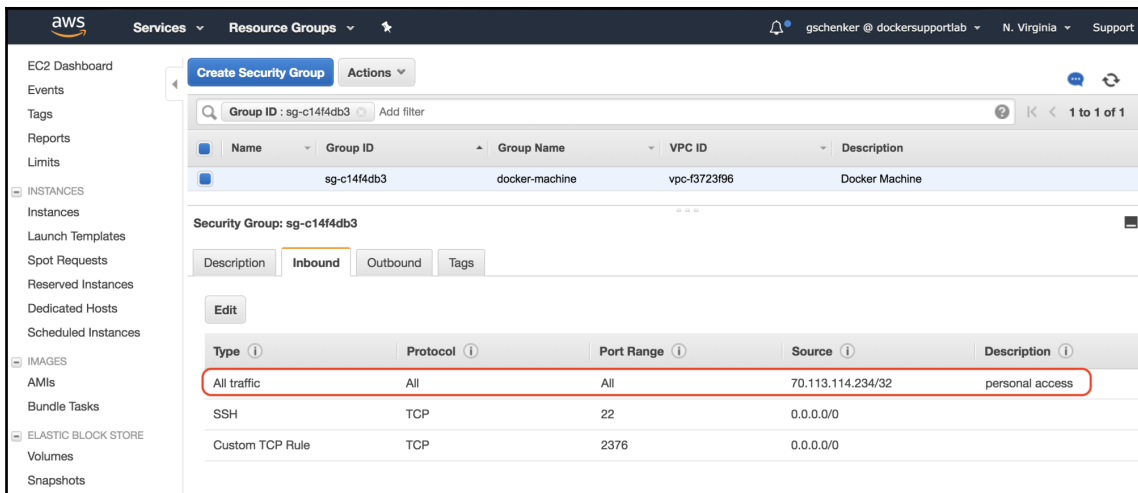 aws Services Resource Groups gschenker @ dockersupportlab N. Virginia Support
EC2 Dashboard
Events
Tags
Reports
Limits
INSTANCES
Instances
Launch Templates
Spot Requests
Reserved Instances
Dedicated Hosts
Scheduled Instances
IMAGES
AMIs
Bundle Tasks
ELASTIC BLOCK STORE
Volumes
Snapshots
Create Security Group Actions
Group ID : sg-c14f4db3 Add filter 1 to 1 of 1
Name Group ID Group Name VPC ID Description
sg-c14f4db3 docker-machine vpc-f3723f96 Docker Machine
Security Group: sg-c14f4db3
Description Inbound Outbound Tags
Edit
Type Protocol Port Range Source Description
All traffic All All 70.113.114.234/32 personal access
SSH TCP 22 0.0.0.0/0
Custom TCP Rule TCP 2376 0.0.0.0/0